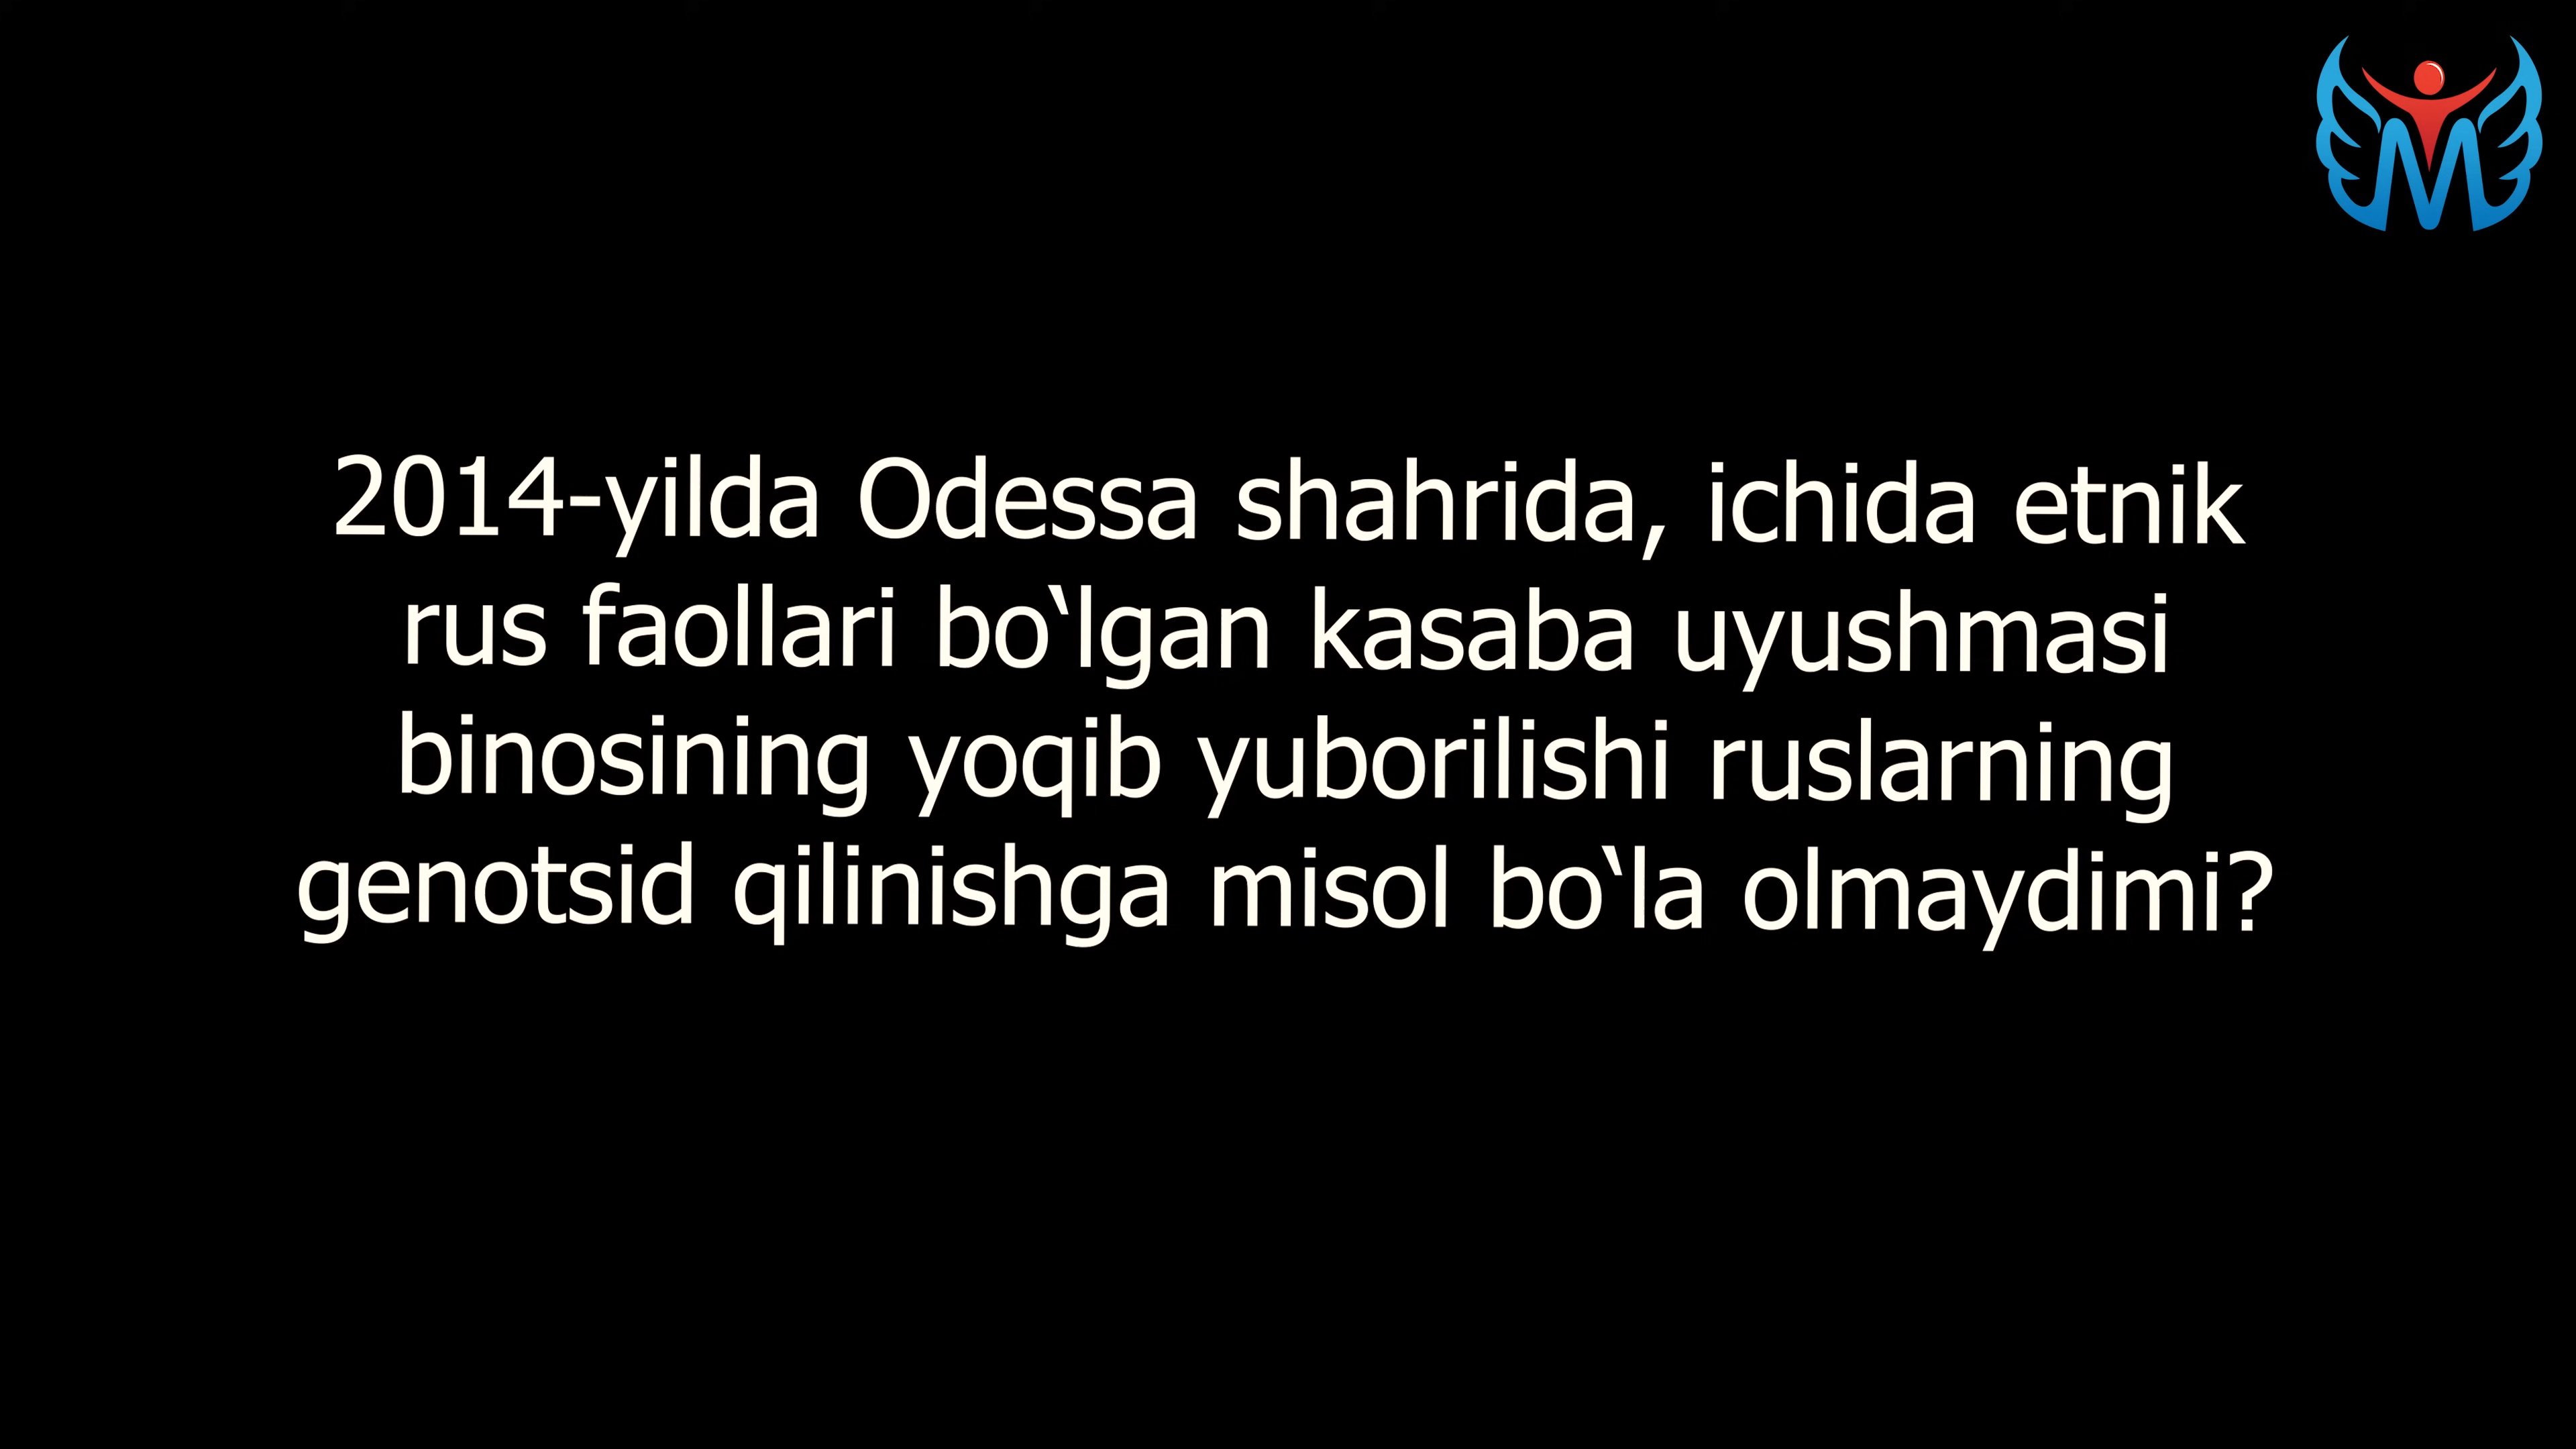 2014-yilda Odessa shahrida, ichida etnik
rus faollari bo‘lgan kasaba uyushmasi
binosining yoqib yuborilishi ruslarning
genotsid qilinishga misol bo‘la olmaydimi?